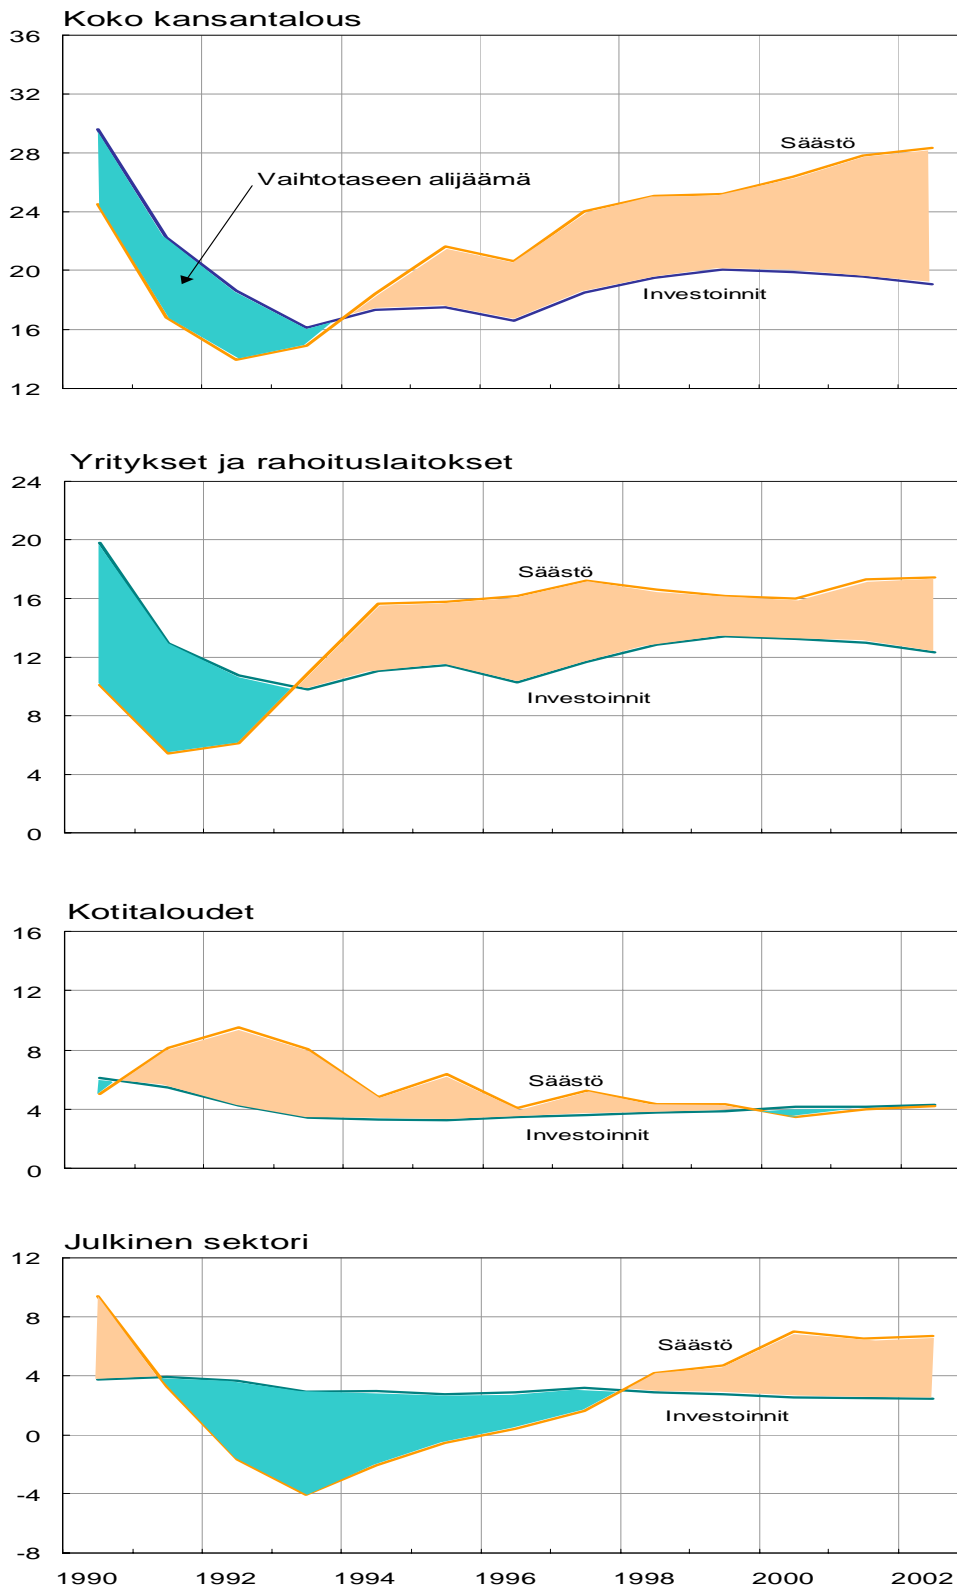 Koko kansantalous
36
32
28
24
20
16
12
Säästö
Vaihtotaseen alijäämä
Investoinnit
Yritykset ja rahoituslaitokset
24
20
16
12
8
4
0
Säästö
Investoinnit
Kotitaloudet
16
12
8
4
0
Säästö
Investoinnit
Julkinen sektori
12
8
4
0
-4
-8
Säästö
Investoinnit
1990 1992 1994 1996 1998 2000 2002